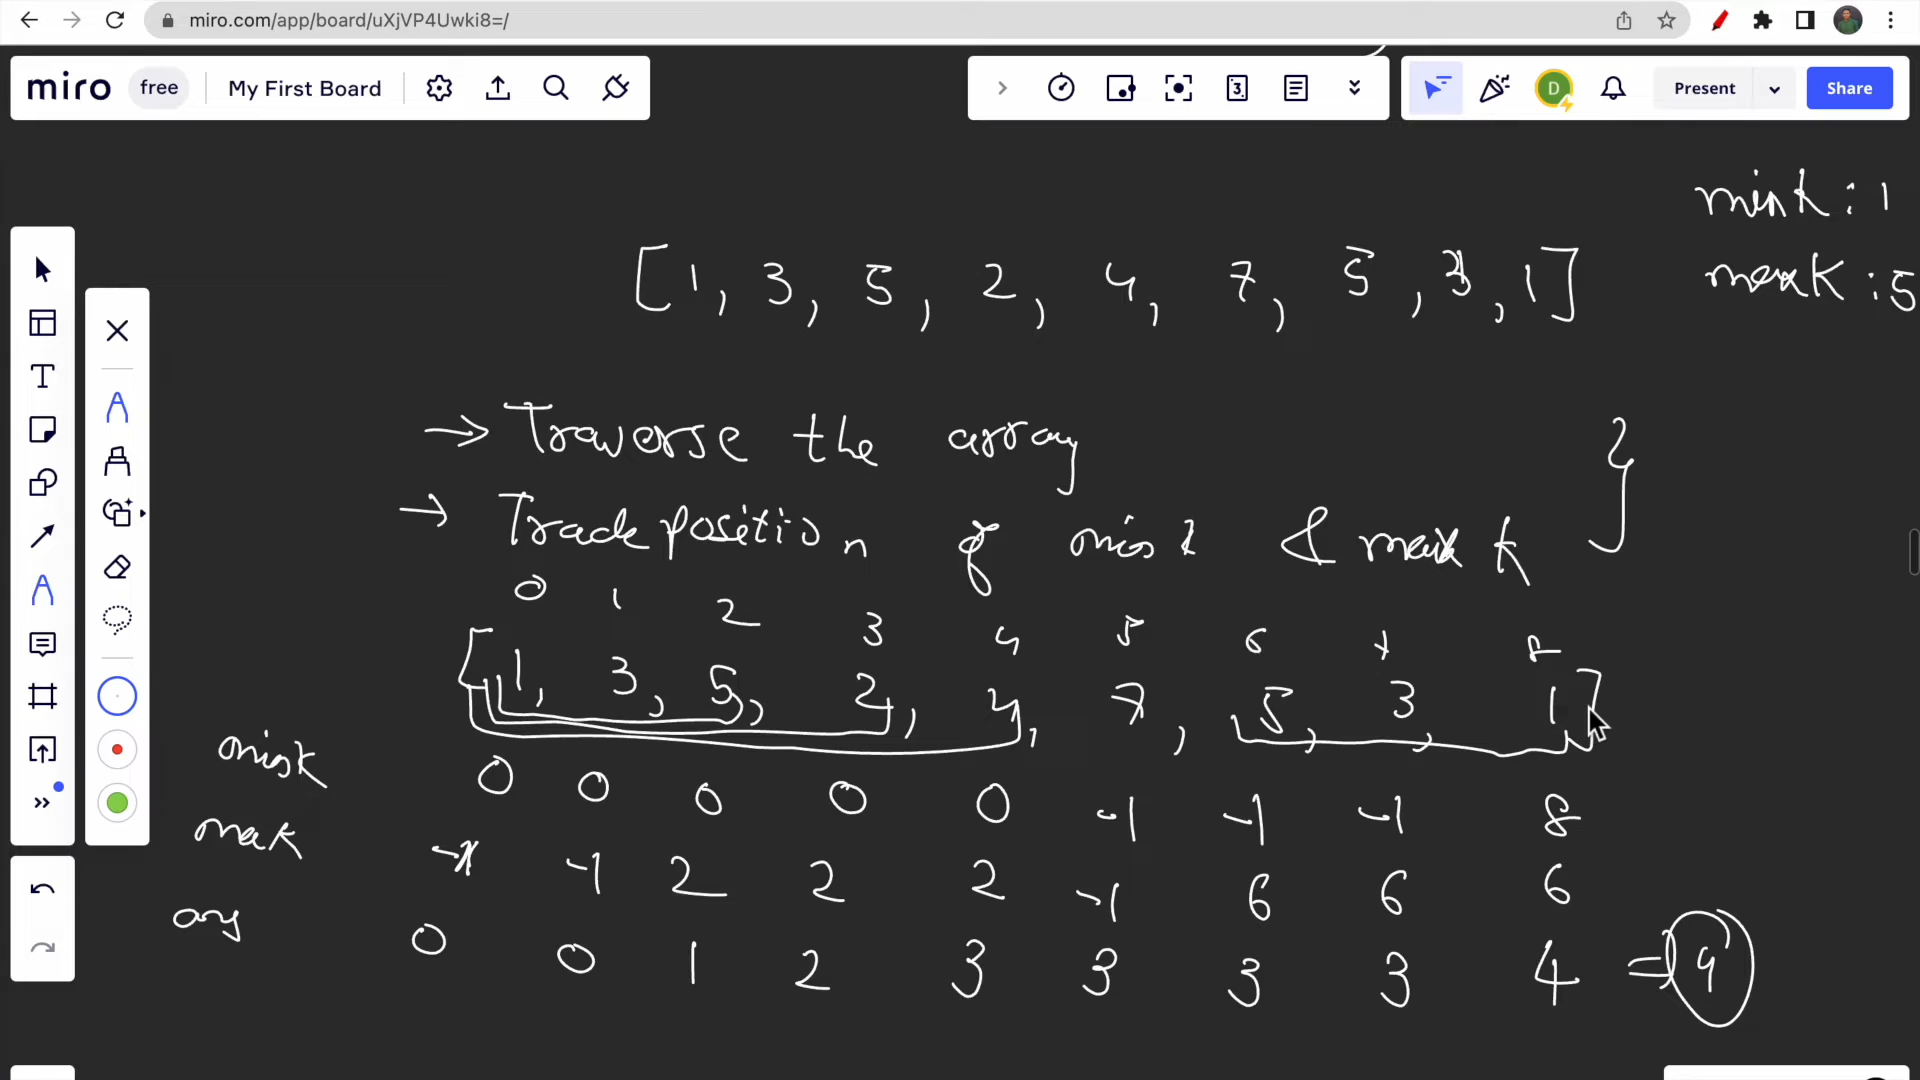 miro.com/app/board/uXjVP4Uwki8=/
miro free My First Board
3
D
Present
Share
mink : 1
maxK : 5
[1, 3, 5, 2, 4, 7, 5, 3, 1]
→ Traverse the array
→ Track position of mink & maxk
0 1 2 3 4 5 6 7 8
[1, 3, 5, 2, 4, 7, 5, 3, 1]
mink 0 0 0 0 0 -1 -1 -1 8
maxK -1 -1 2 2 2 -1 6 6 6
ans 0 0 1 2 3 3 3 3 4 => 4